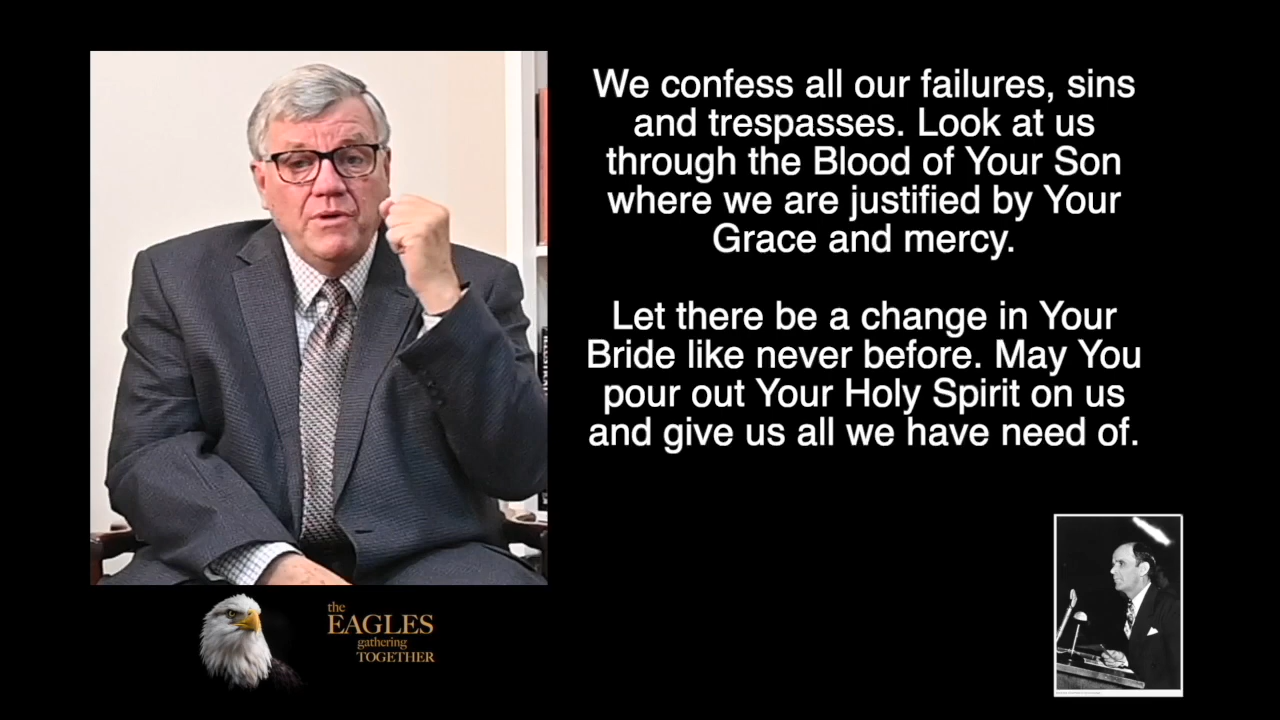 We confess all our failures, sins
and trespasses. Look at us
through the Blood of Your Son
where we are justified by Your
Grace and mercy.
Let there be a change in Your
Bride like never before. May You
pour out Your Holy Spirit on us
and give us all we have need of.
the
EAGLES
gathering
TOGETHER